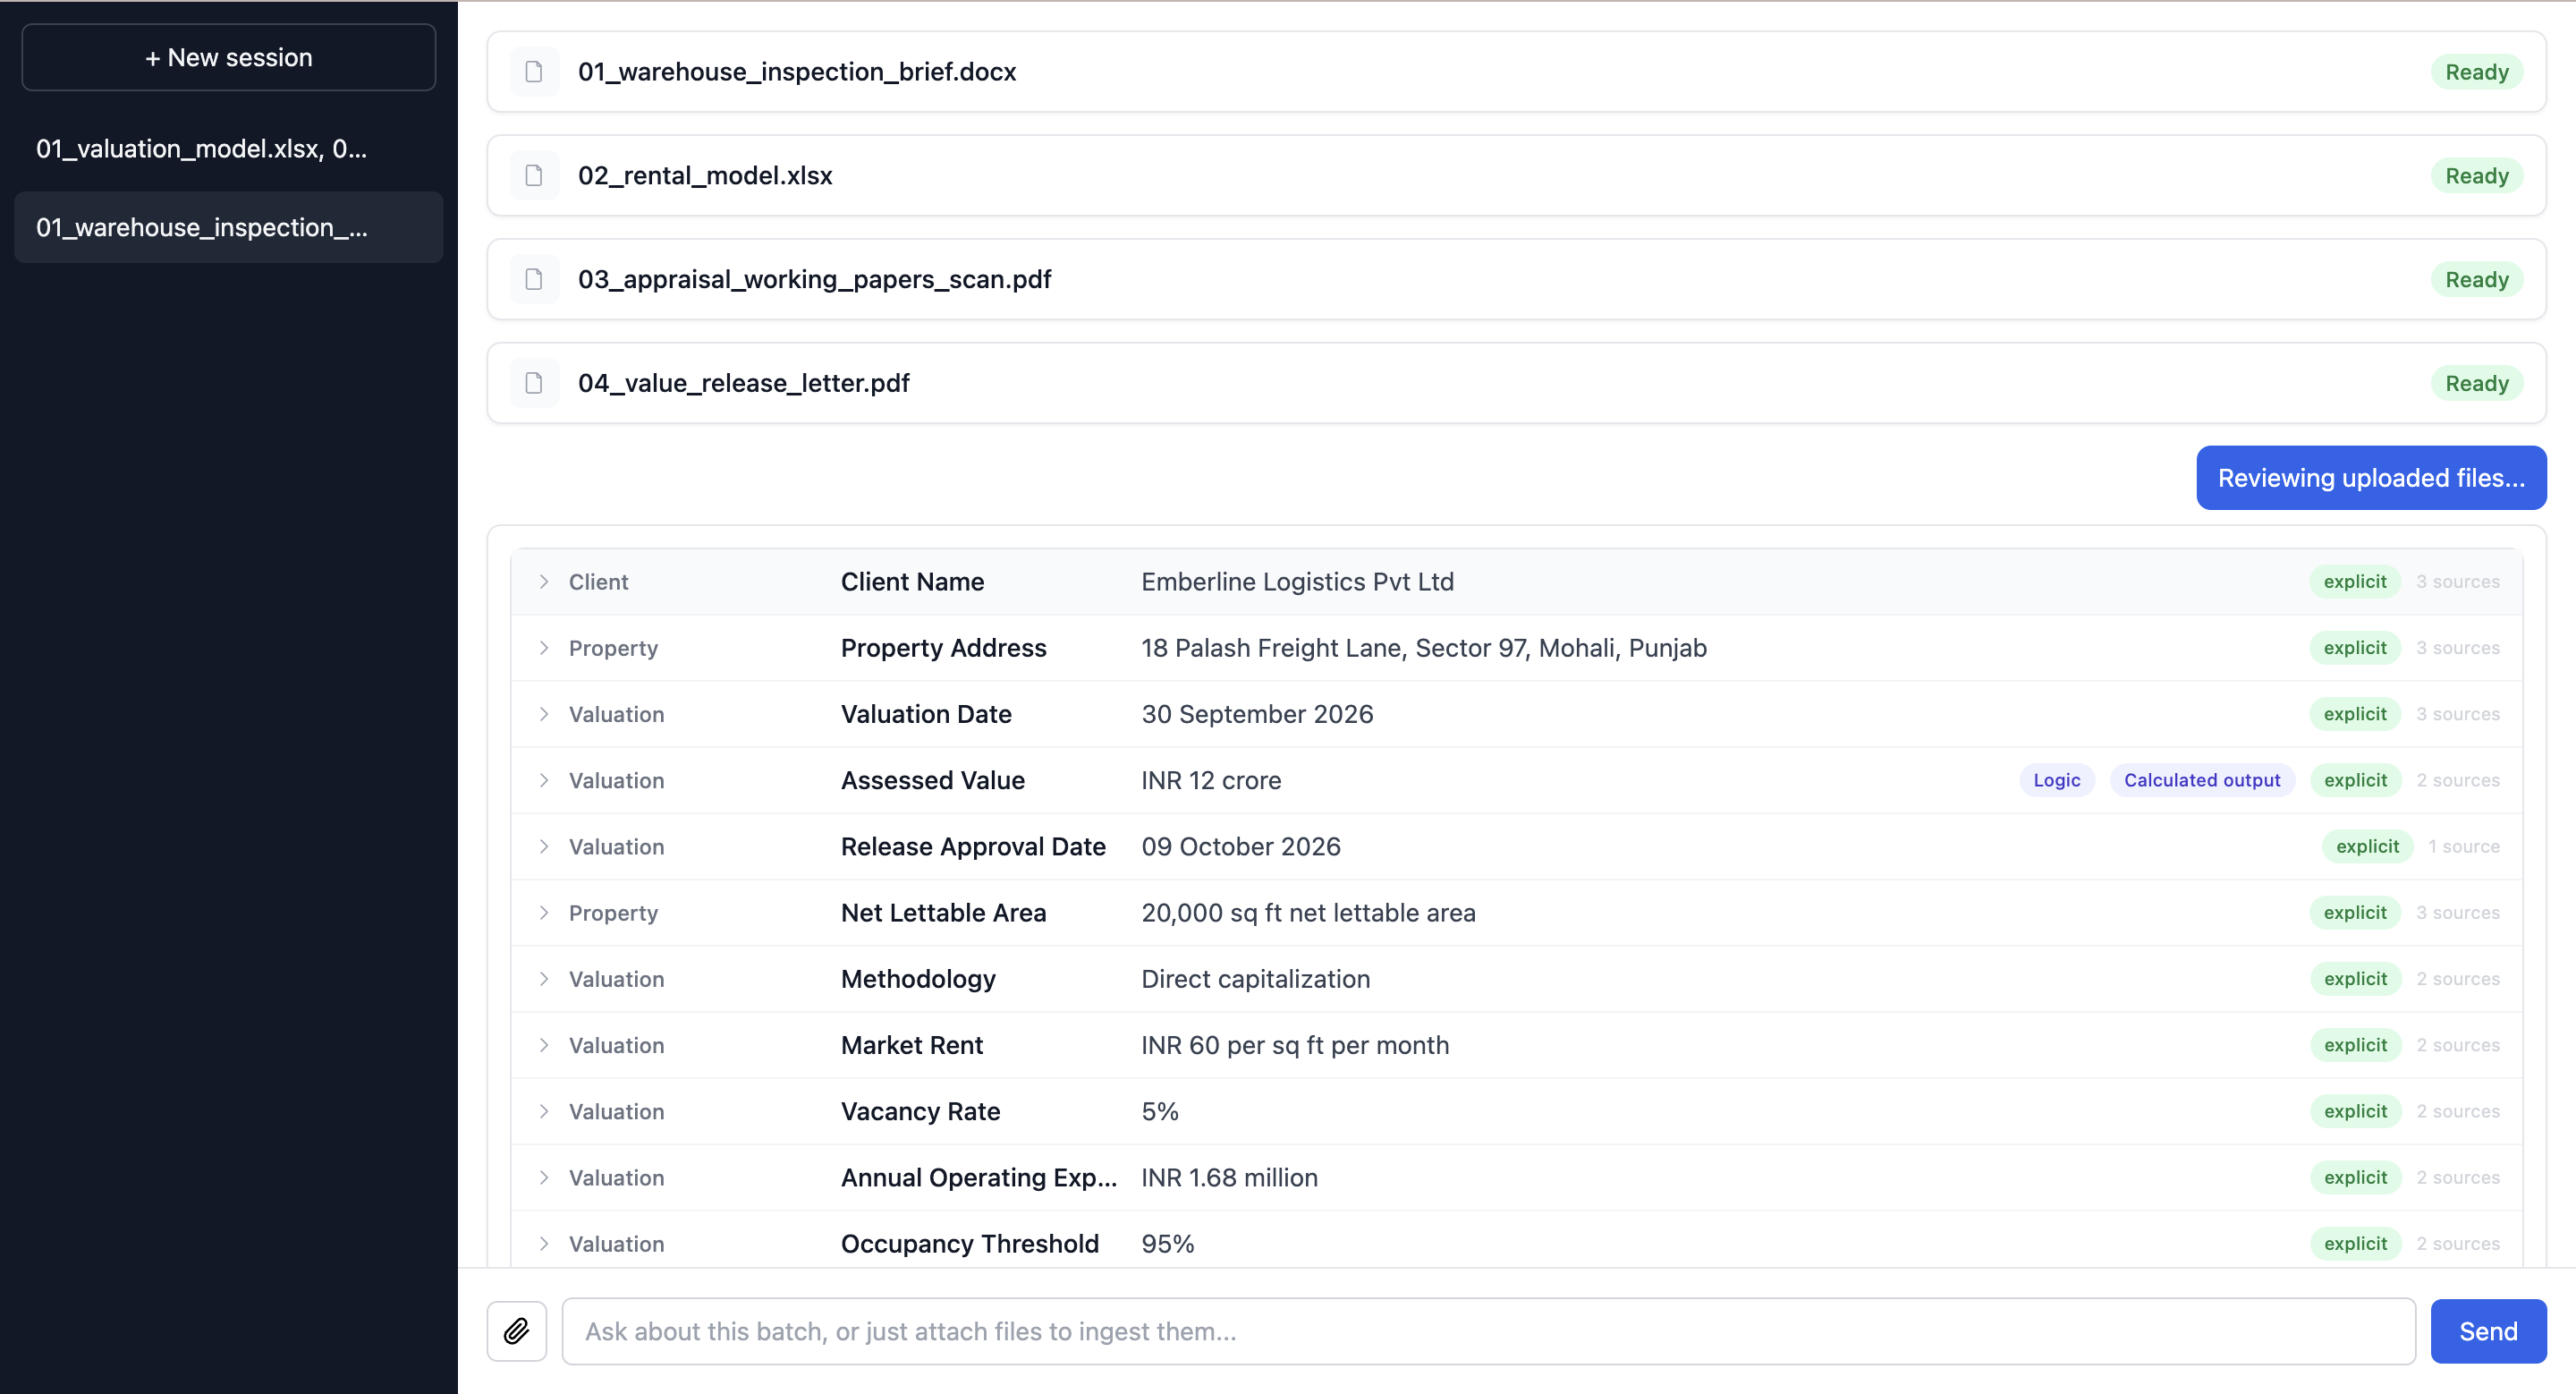 + New session
01_valuation_model.xlsx, 0...
01_warehouse_inspection_...
01_warehouse_inspection_brief.docx Ready
02_rental_model.xlsx Ready
03_appraisal_working_papers_scan.pdf Ready
04_value_release_letter.pdf Ready
Reviewing uploaded files...
Client Client Name Emberline Logistics Pvt Ltd explicit 3 sources
Property Property Address 18 Palash Freight Lane, Sector 97, Mohali, Punjab explicit 3 sources
Valuation Valuation Date 30 September 2026 explicit 3 sources
Valuation Assessed Value INR 12 crore Logic Calculated output explicit 2 sources
Valuation Release Approval Date 09 October 2026 explicit 1 source
Property Net Lettable Area 20,000 sq ft net lettable area explicit 3 sources
Valuation Methodology Direct capitalization explicit 2 sources
Valuation Market Rent INR 60 per sq ft per month explicit 2 sources
Valuation Vacancy Rate 5% explicit 2 sources
Valuation Annual Operating Exp... INR 1.68 million explicit 2 sources
Valuation Occupancy Threshold 95% explicit 2 sources
Ask about this batch, or just attach files to ingest them...
Send